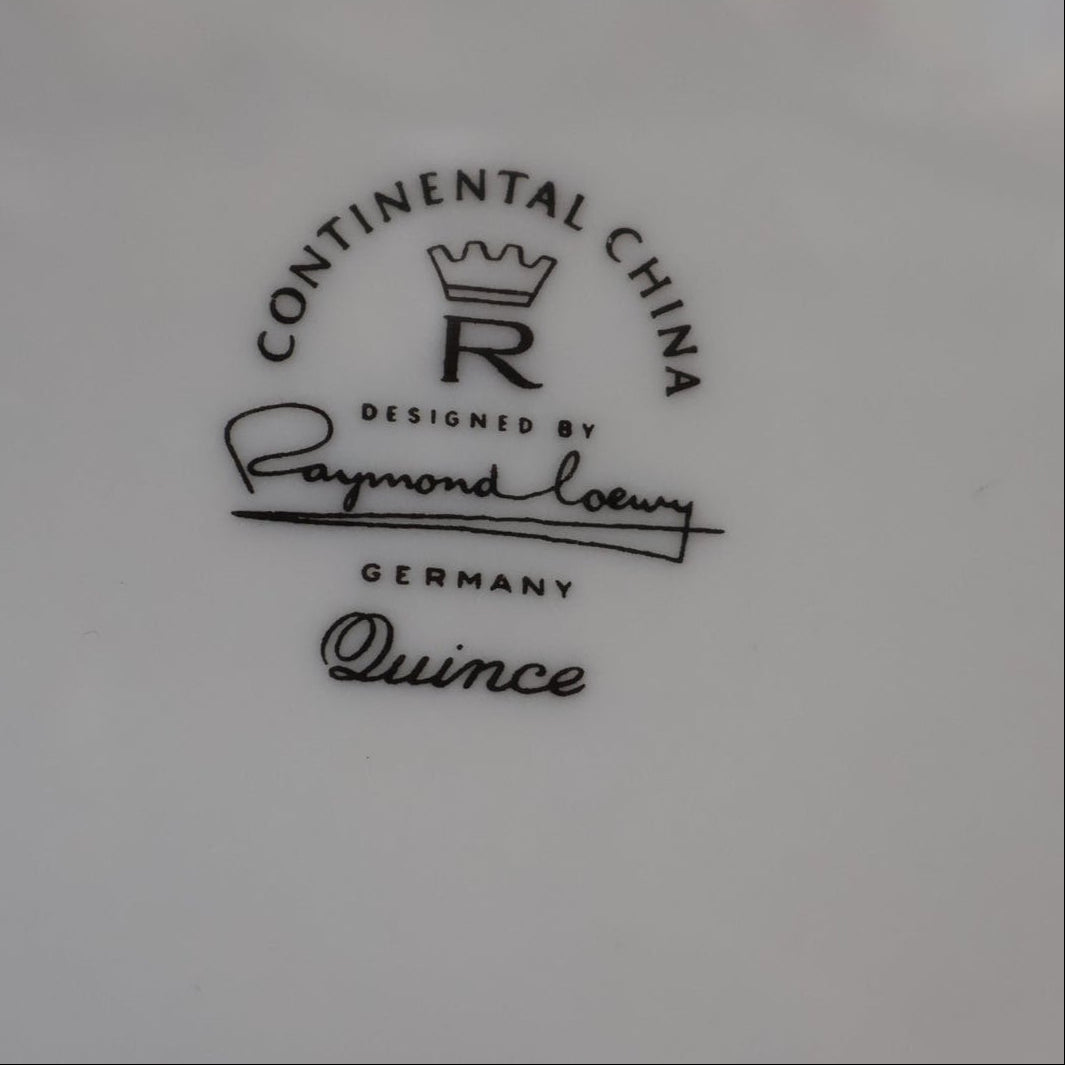 CONTINENTAL CHINA
R
DESIGNED BY
Raymond Loewy
GERMANY
Quince